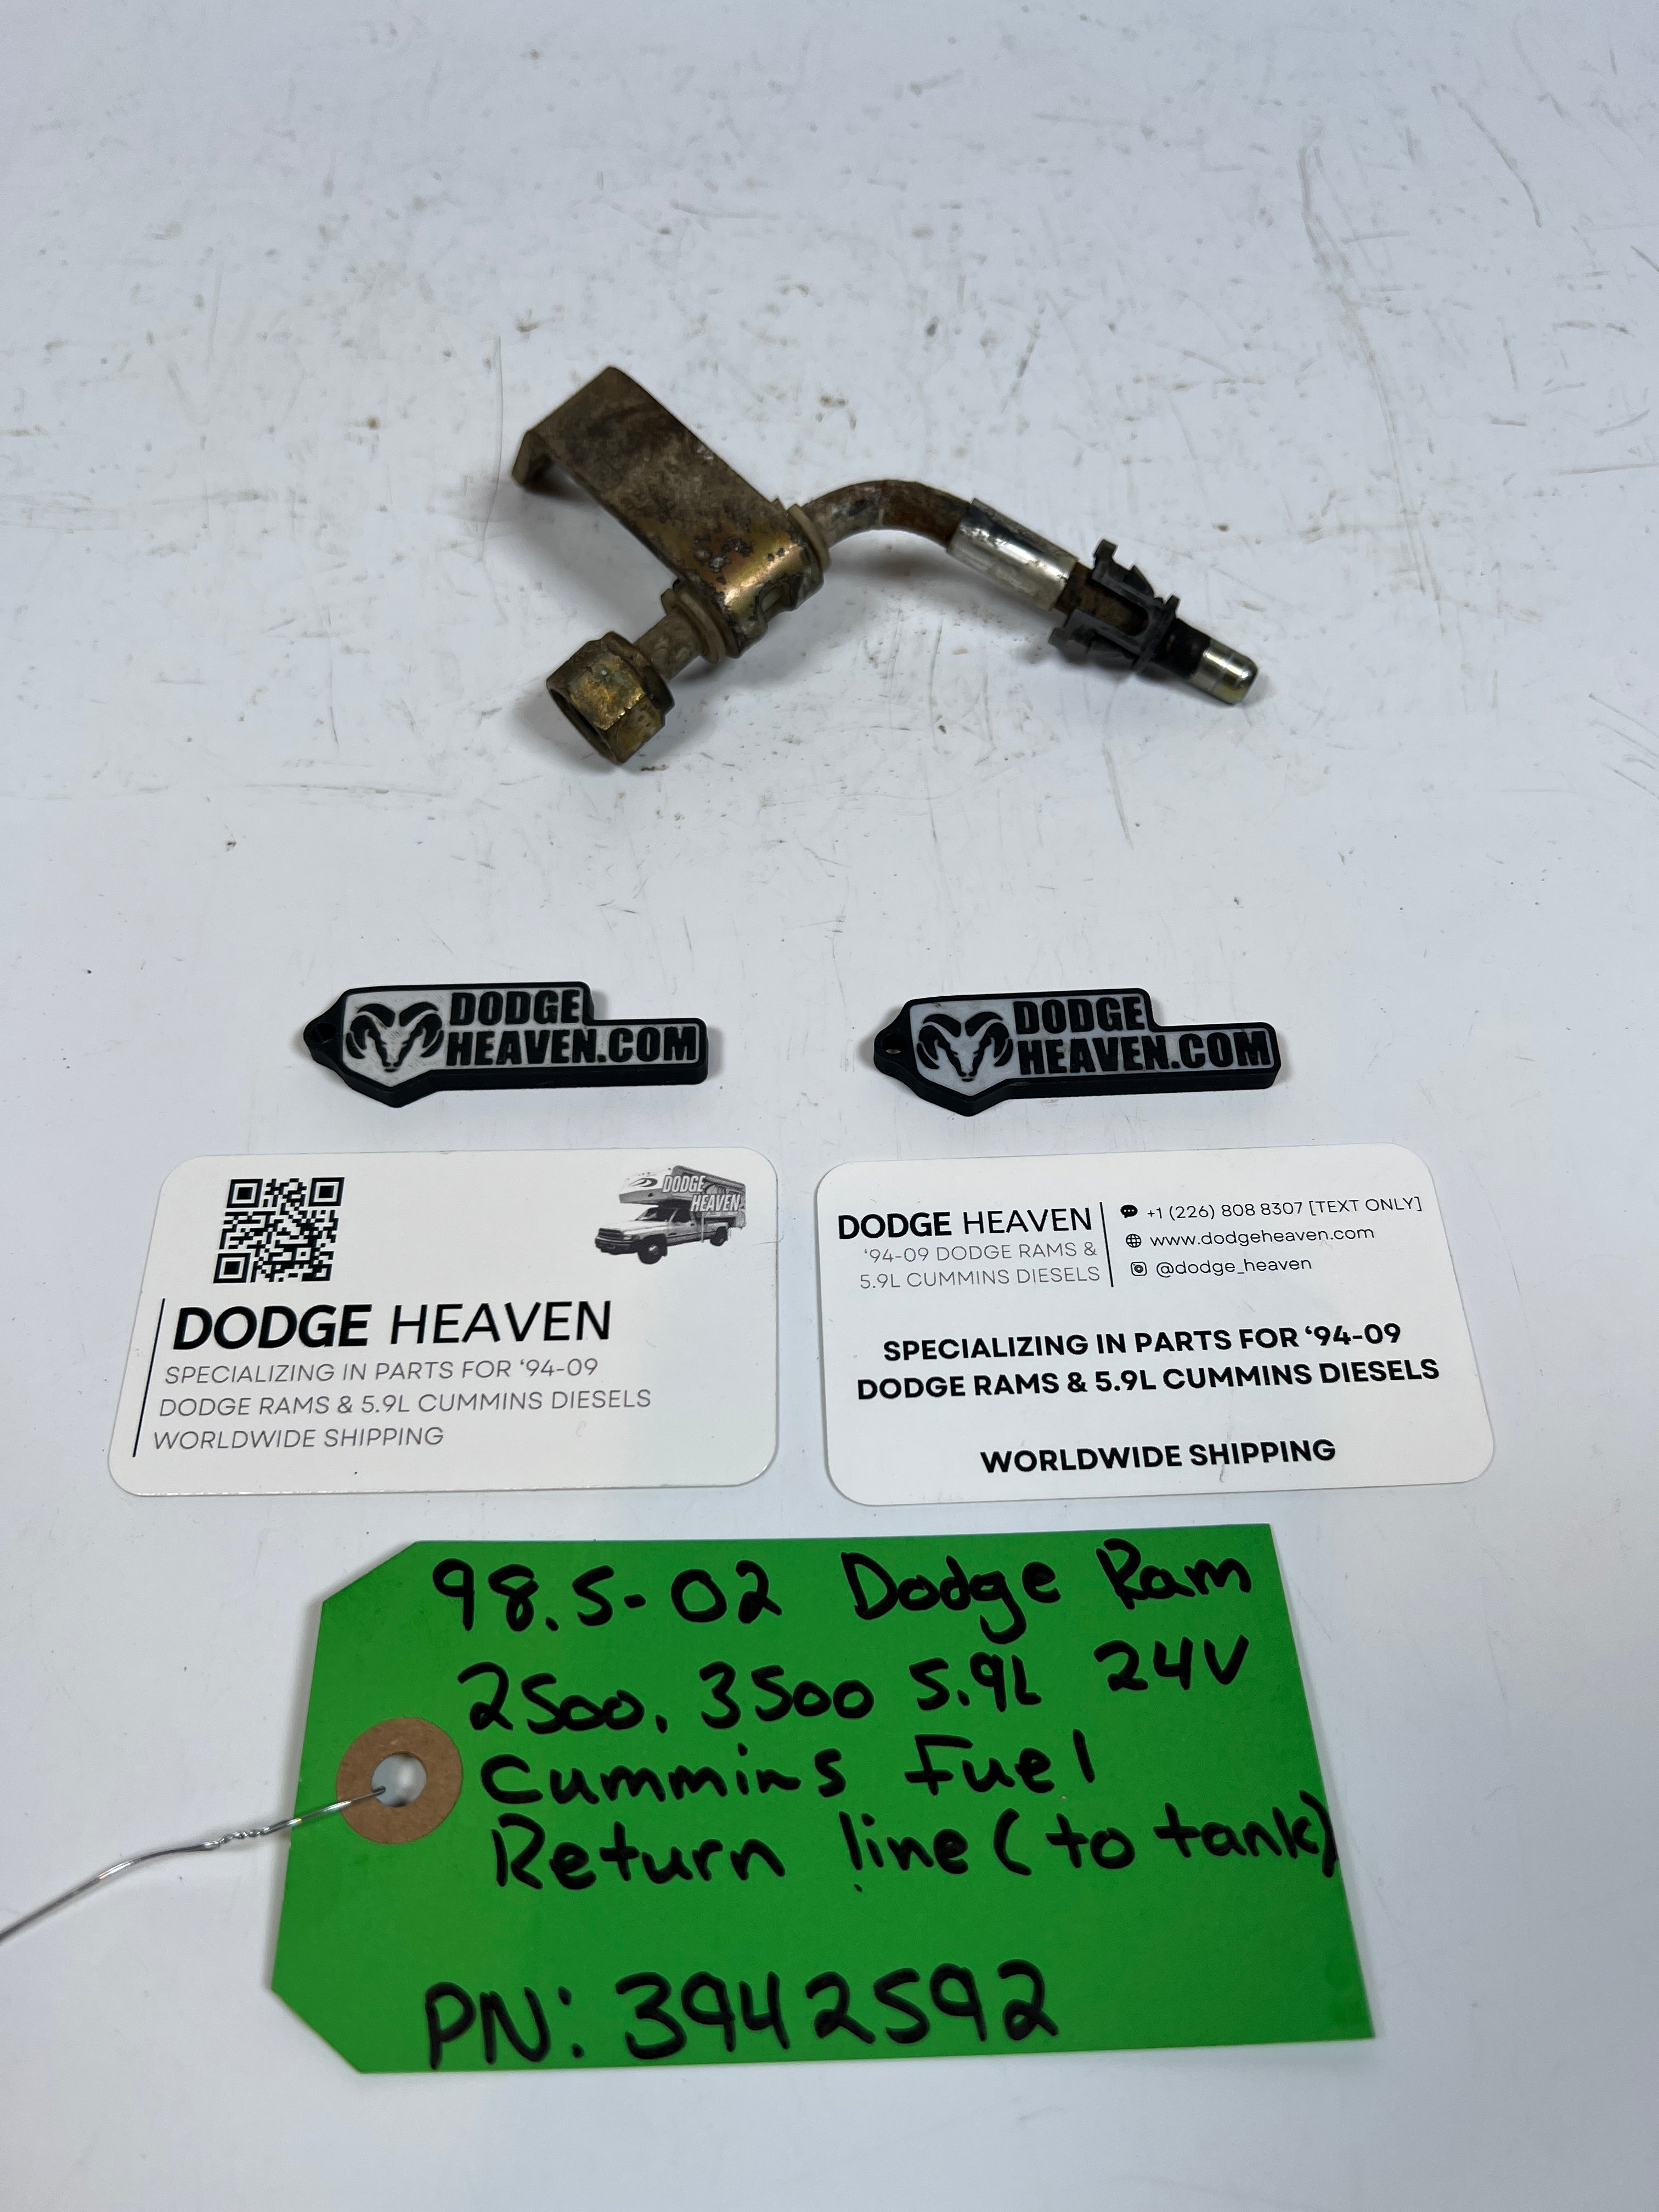 DODGE
HEAVEN.COM
DODGE
HEAVEN.COM
DODGE
HEAVEN
DODGE HEAVEN
SPECIALIZING IN PARTS FOR ‘94-09
DODGE RAMS & 5.9L CUMMINS DIESELS
WORLDWIDE SHIPPING
DODGE HEAVEN
‘94-09 DODGE RAMS &
5.9L CUMMINS DIESELS
+1 (226) 808 8307 [TEXT ONLY]
www.dodgeheaven.com
@dodge_heaven
SPECIALIZING IN PARTS FOR ‘94-09
DODGE RAMS & 5.9L CUMMINS DIESELS
WORLDWIDE SHIPPING
98.5-02 Dodge Ram
2500, 3500 5.9L 24V
Cummins Fuel
Return line (to tank)
PN: 3942592